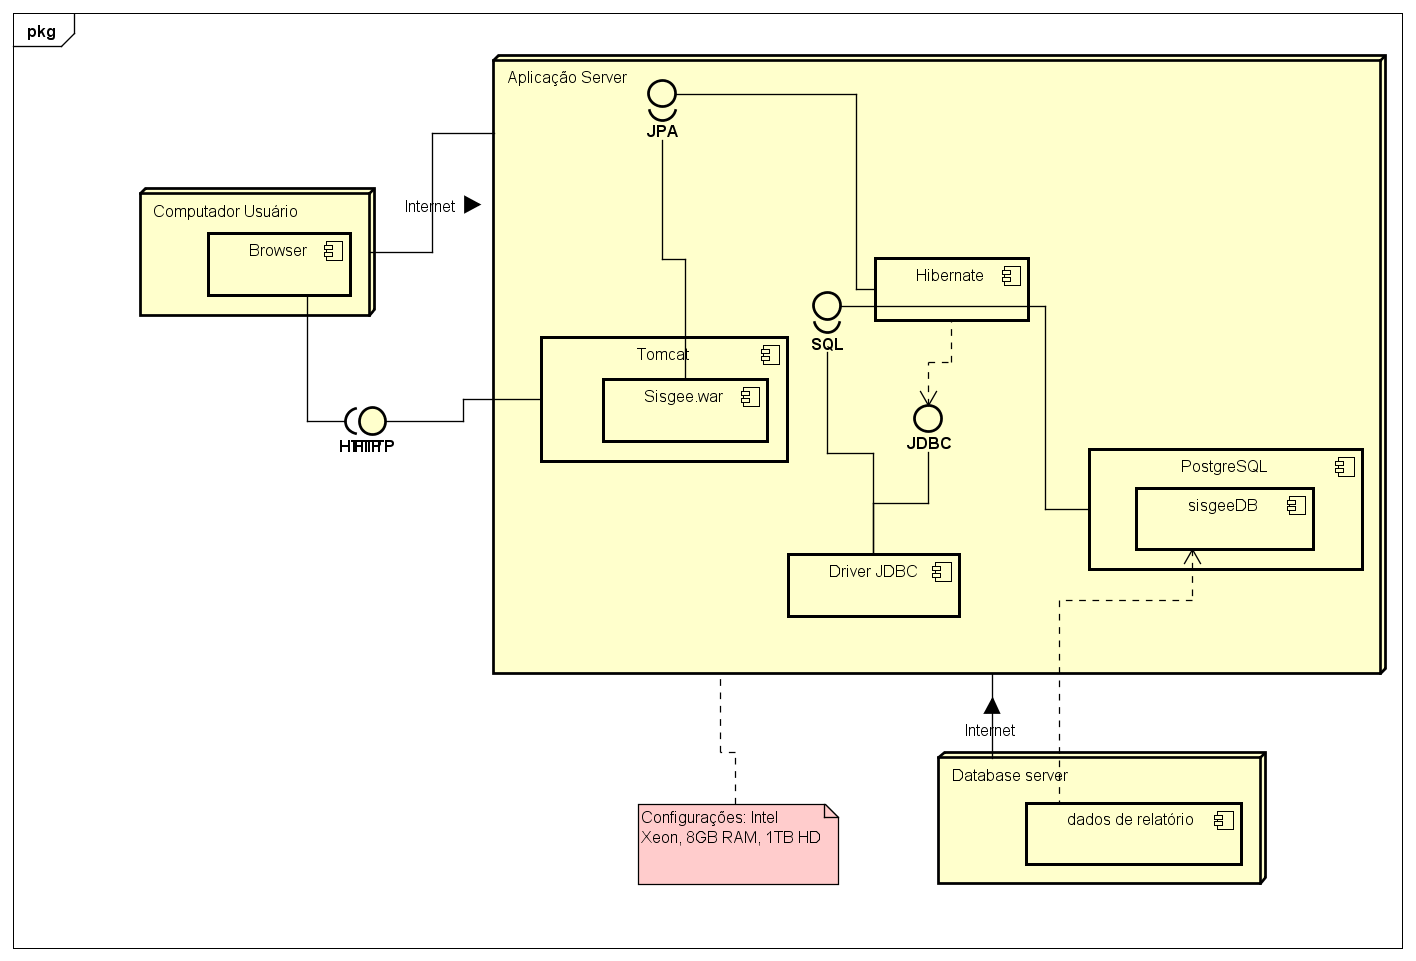 pkg
Aplicação Server
JPA
Computador Usuário
Internet
Browser
Hibernate
SQL
Tomcat
Sisgee.war
HTTP
HTTP
JDBC
PostgreSQL
sisgeeDB
Driver JDBC
Internet
Database server
Configurações: Intel
Xeon, 8GB RAM, 1TB HD
dados de relatório